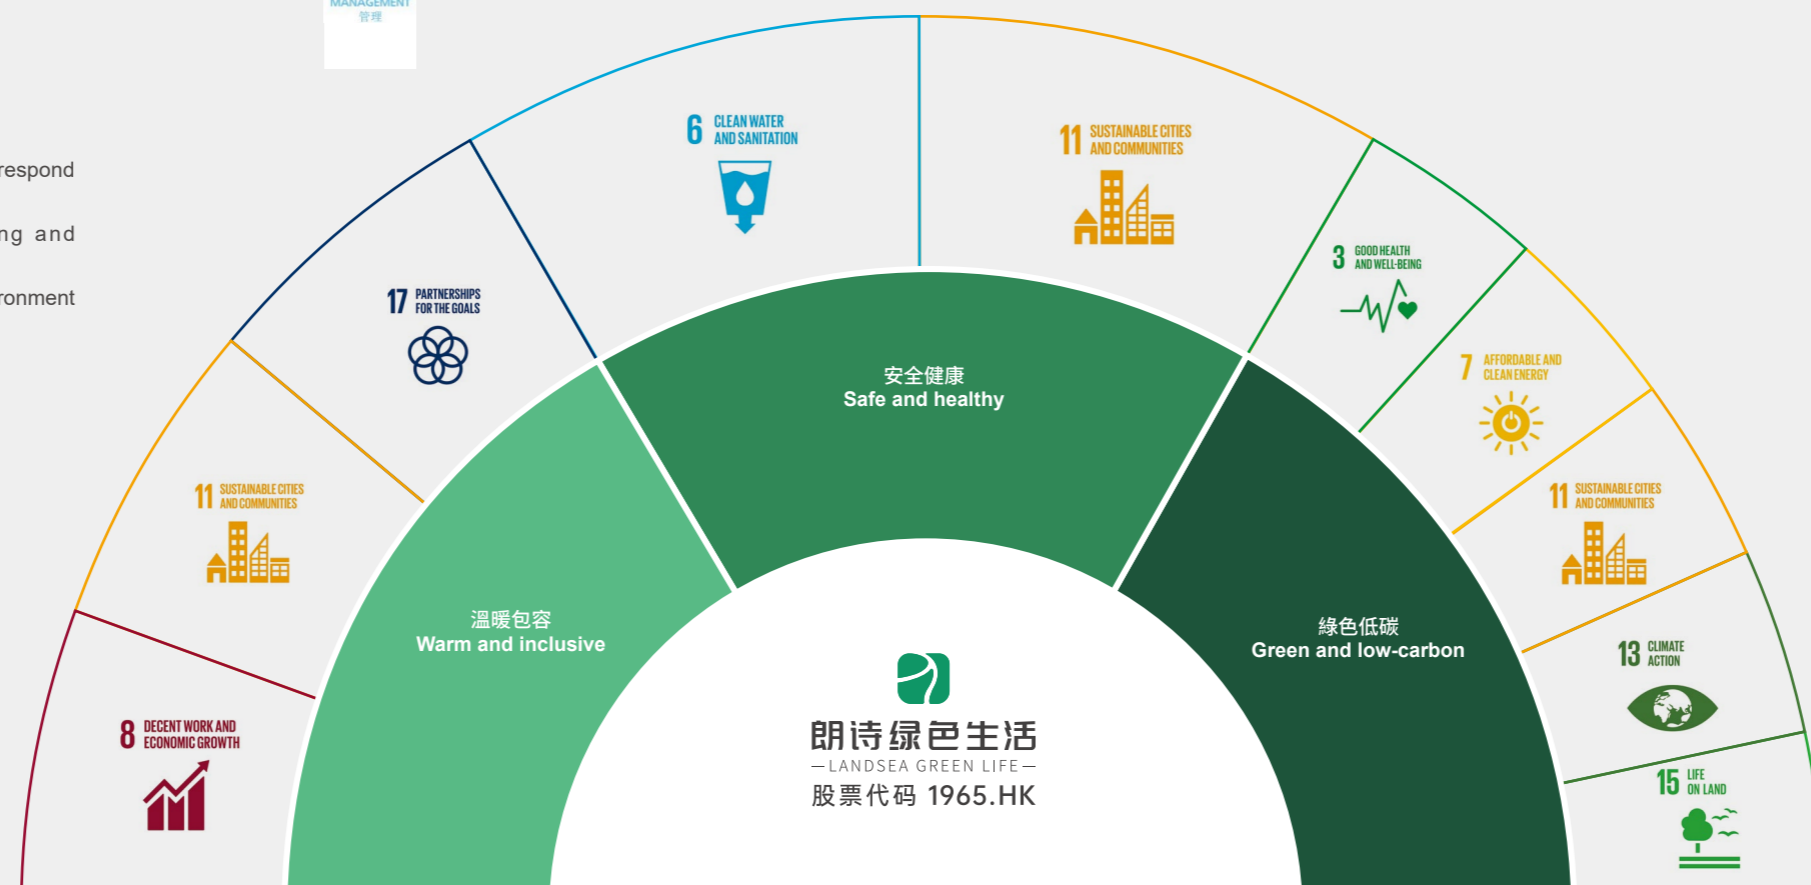 MANAGEMENT
管理
respond
ng and
ronment
6 CLEAN WATER
AND SANITATION
11 SUSTAINABLE CITIES
AND COMMUNITIES
17 PARTNERSHIPS
FOR THE GOALS
3 GOOD HEALTH
AND WELL-BEING
7 AFFORDABLE AND
CLEAN ENERGY
11 SUSTAINABLE CITIES
AND COMMUNITIES
11 SUSTAINABLE CITIES
AND COMMUNITIES
8 DECENT WORK AND
ECONOMIC GROWTH
13 CLIMATE
ACTION
15 LIFE
ON LAND
安全健康
Safe and healthy
溫暖包容
Warm and inclusive
綠色低碳
Green and low-carbon
朗诗绿色生活
—LANDSEA GREEN LIFE—
股票代码 1965.HK